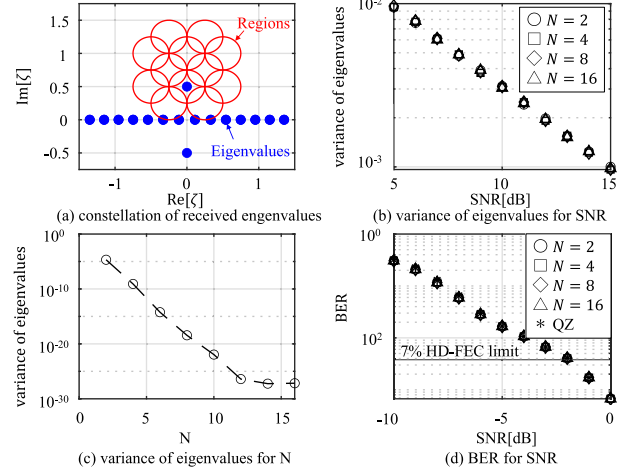 1.5
1
0.5
0
-0.5
Im[ζ]
Regions
Eigenvalues
-1
0
1
Re[ζ]
(a) constellation of received engenvalues
10-2
10-3
variance of eigenvalues
N = 2
N = 4
N = 8
N = 16
5
10
15
SNR[dB]
(b) variance of eigenvalues for SNR
100
10-10
10-20
10-30
variance of eigenvalues
0
5
10
15
N
(c) variance of eigenvalues for N
100
102
BER
N = 2
N = 4
N = 8
N = 16
* QZ
7% HD-FEC limit
-10
-5
0
SNR[dB]
(d) BER for SNR